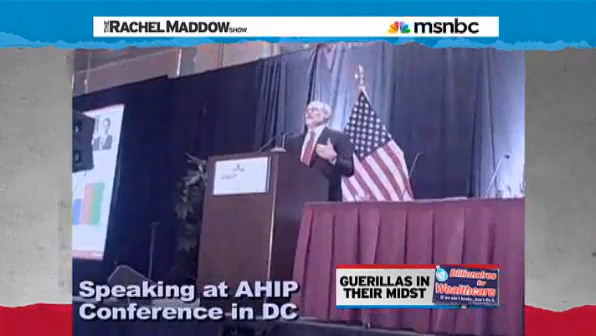 THE RACHEL MADDOW SHOW
msnbc
GUERILLAS IN
THEIR MIDST
Billionaires
for
Wealthcare
Speaking at AHIP
Conference in DC